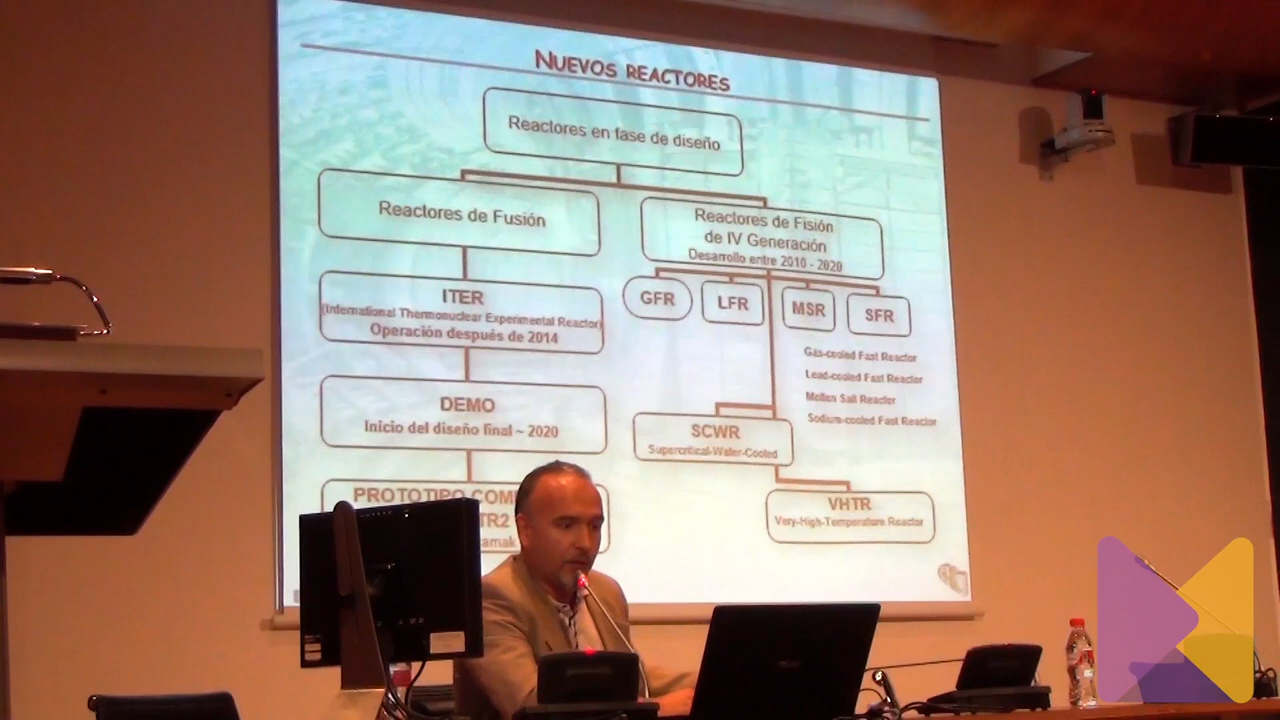 NUEVOS REACTORES
Reactores en fase de diseño
Reactores de Fusión
Reactores de Fisión
de IV Generación
Desarrollo entre 2010 - 2020
GFR
LFR
MSR
SFR
ITER
(International Thermonuclear Experimental Reactor)
Operación después de 2014
Gas-cooled Fast Reactor
Lead-cooled Fast Reactor
Molten Salt Reactor
Sodium-cooled Fast Reactor
DEMO
Inicio del diseño final ~ 2020
SCWR
Supercritical-Water-Cooled
PROTOTIPO
VHTR
Very-High-Temperature Reactor